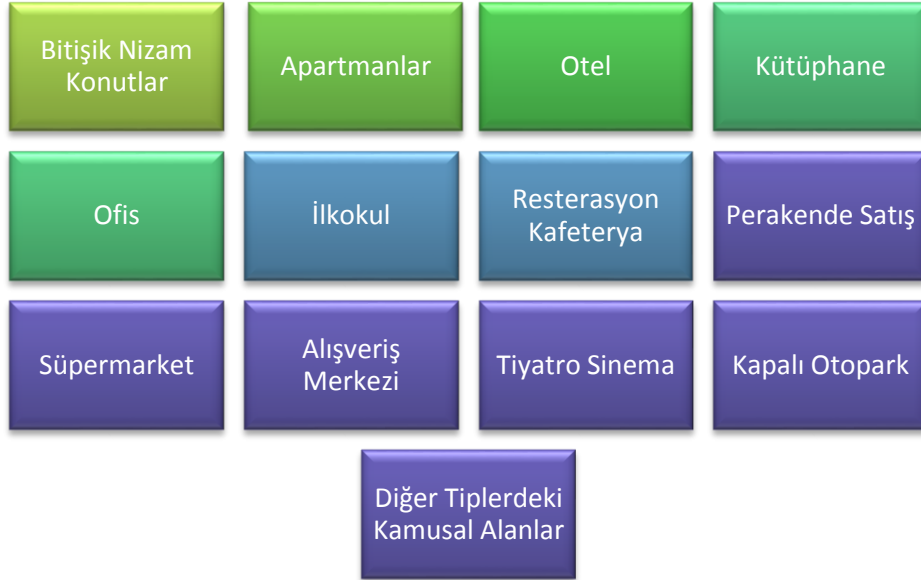 Bitişik Nizam
Konutlar
Apartmanlar
Otel
Kütüphane
Ofis
İlkokul
Resterasyon
Kafeterya
Perakende Satış
Süpermarket
Alışveriş
Merkezi
Tiyatro Sinema
Kapalı Otopark
Diğer Tiplerdeki
Kamusal Alanlar